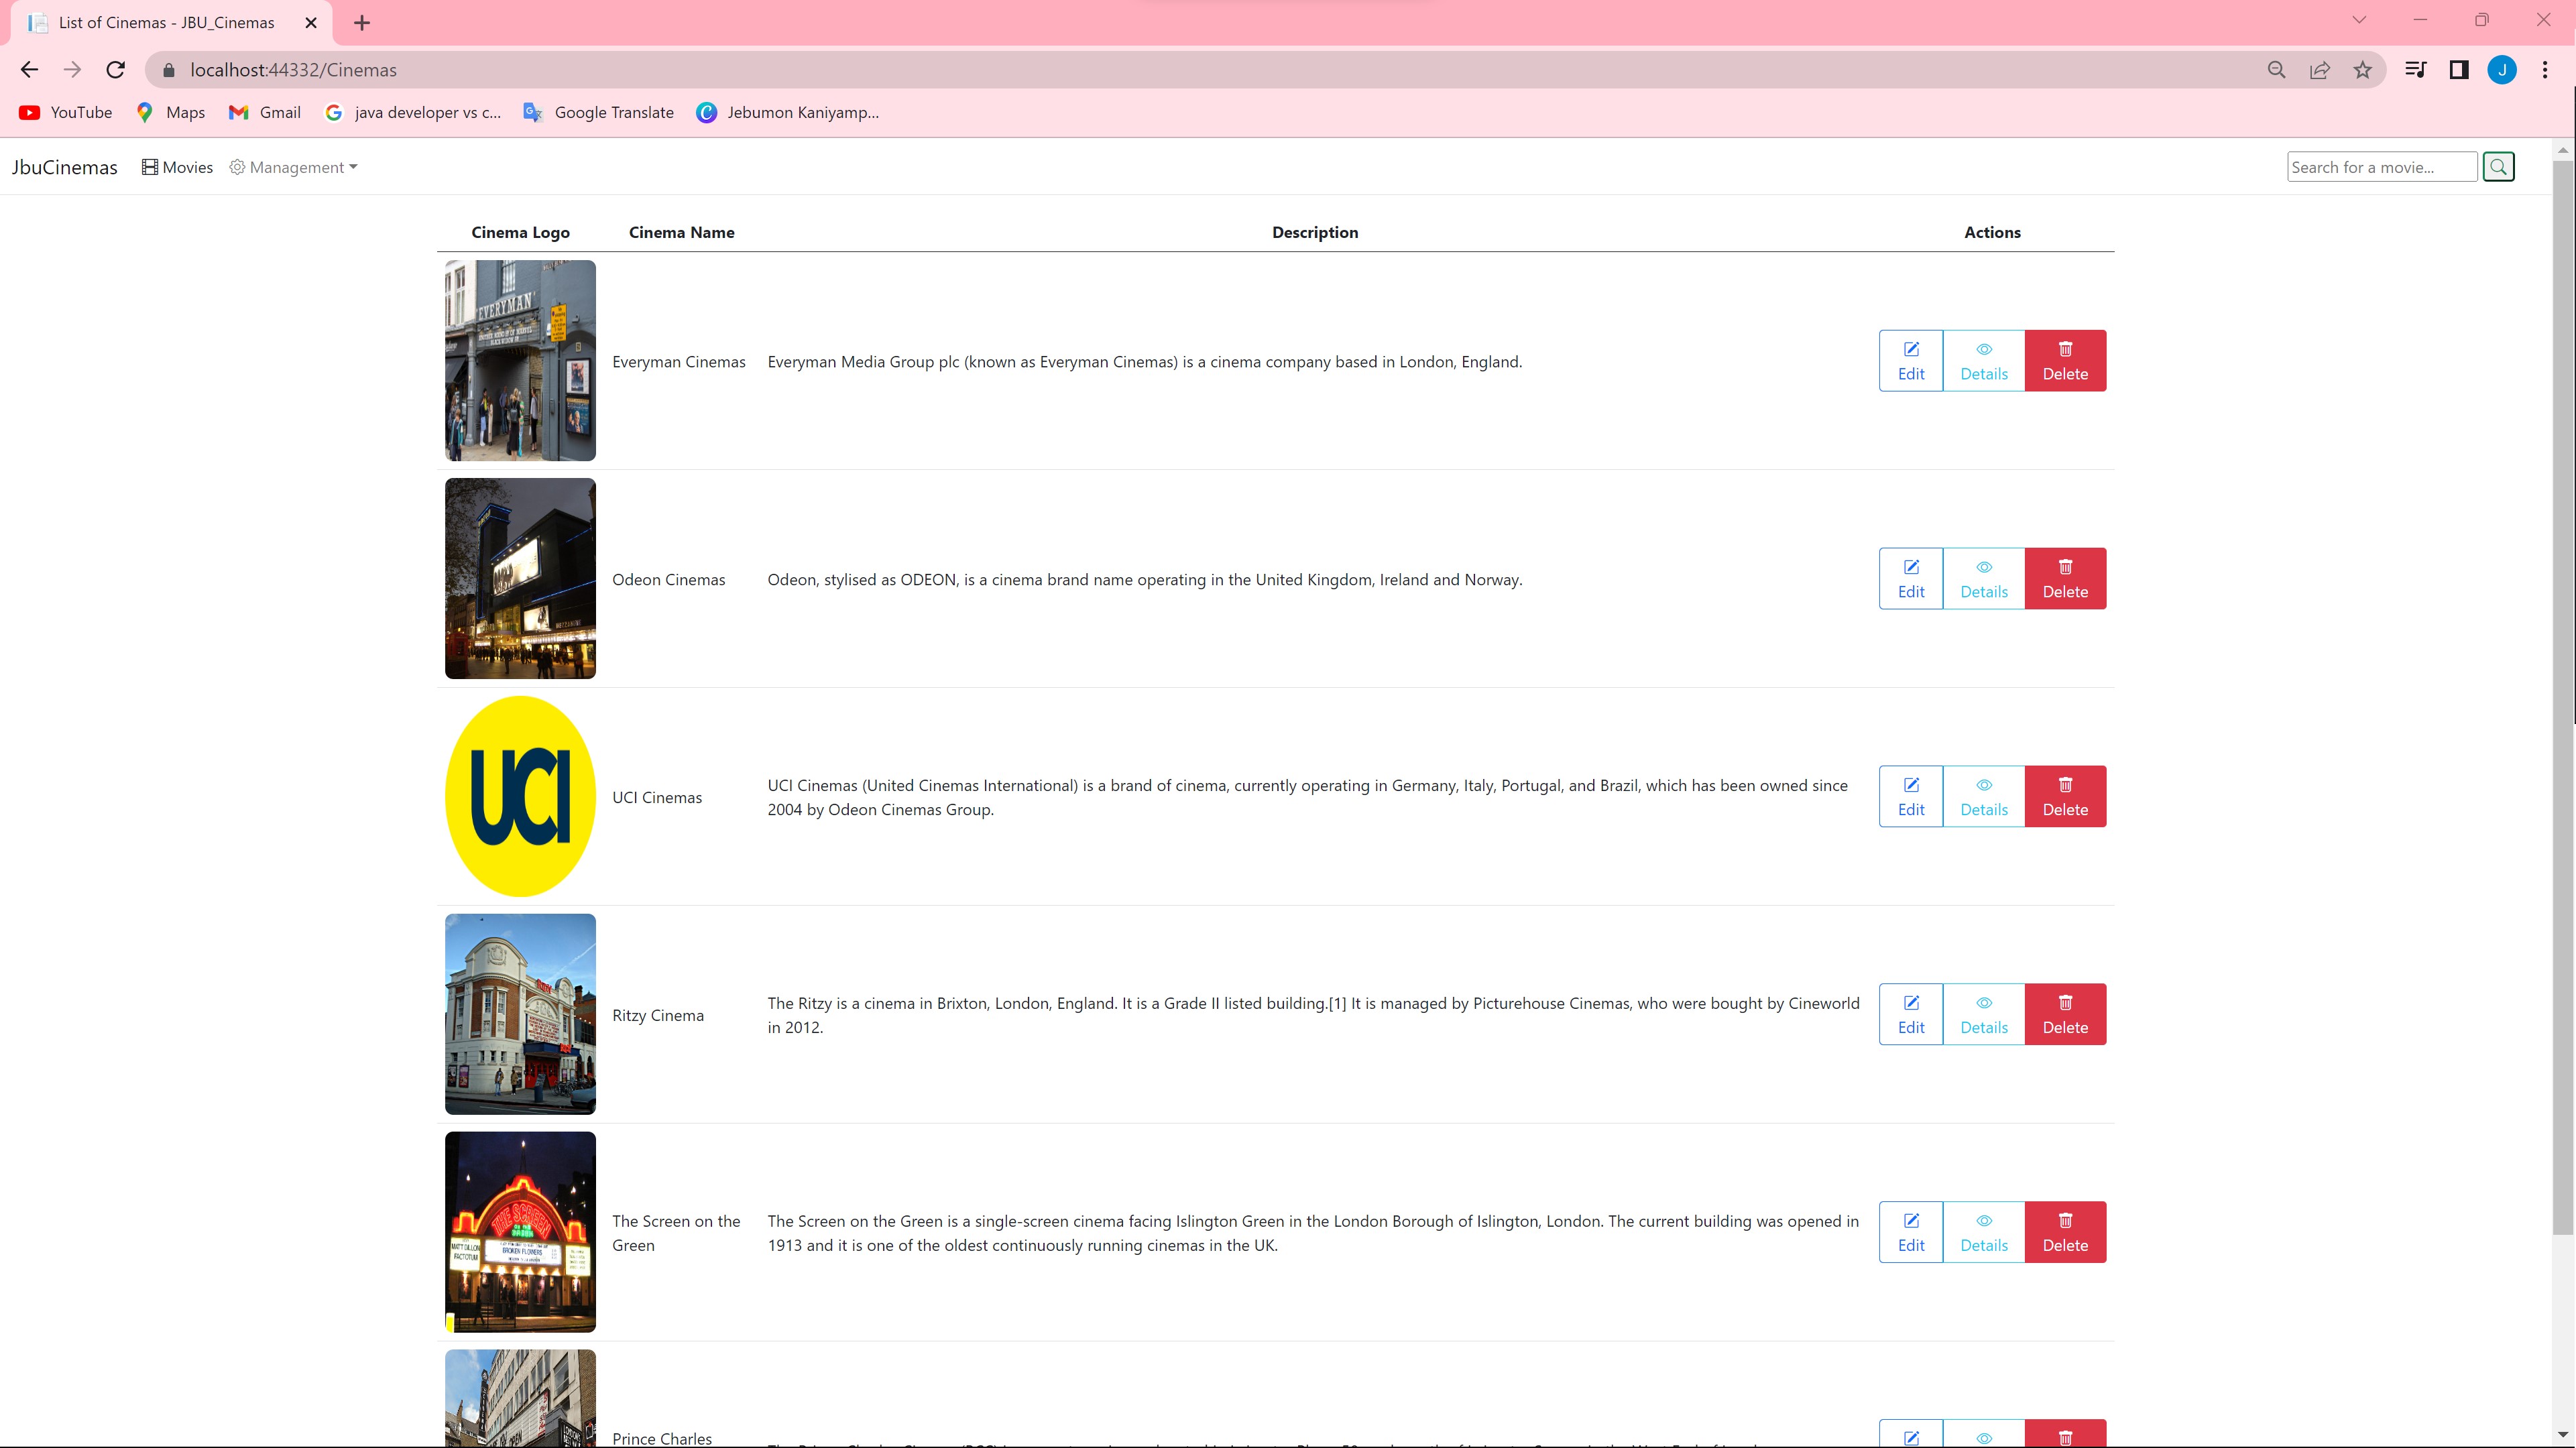 List of Cinemas - JBU_Cinemas
localhost:44332/Cinemas
J
YouTube
Maps
Gmail
java developer vs c...
Google Translate
Jebumon Kaniyamp...
JbuCinemas
Movies
Management
Search for a movie...
Cinema Logo
Cinema Name
Description
Actions
EVERYMAN
Everyman Cinemas
Everyman Media Group plc (known as Everyman Cinemas) is a cinema company based in London, England.
Edit
Details
Delete
Odeon Cinemas
Odeon, stylised as ODEON, is a cinema brand name operating in the United Kingdom, Ireland and Norway.
Edit
Details
Delete
UCI
UCI Cinemas
UCI Cinemas (United Cinemas International) is a brand of cinema, currently operating in Germany, Italy, Portugal, and Brazil, which has been owned since
2004 by Odeon Cinemas Group.
Edit
Details
Delete
Ritzy Cinema
The Ritzy is a cinema in Brixton, London, England. It is a Grade II listed building.[1] It is managed by Picturehouse Cinemas, who were bought by Cineworld
in 2012.
Edit
Details
Delete
THE SCREEN
MATT DILLON
FACTOTUM
BROKEN FLOWERS
The Screen on the
Green
The Screen on the Green is a single-screen cinema facing Islington Green in the London Borough of Islington, London. The current building was opened in
1913 and it is one of the oldest continuously running cinemas in the UK.
Edit
Details
Delete
Prince Charles